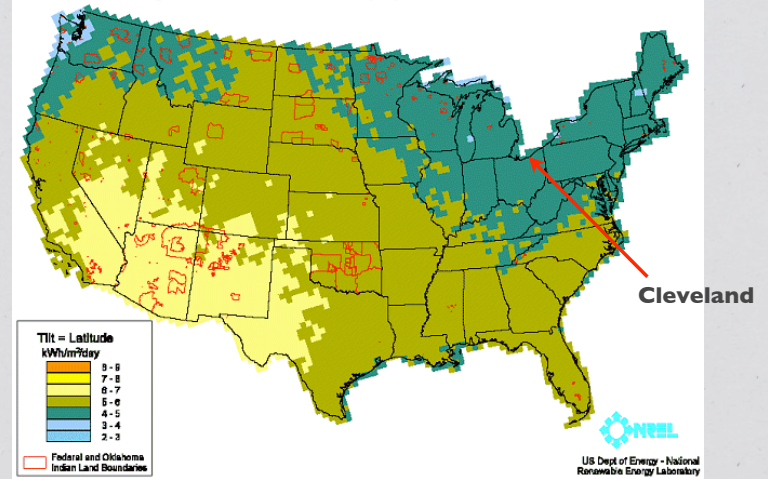 Cleveland
Tilt = Latitude
kWh/m²/day
8 - 9
7 - 8
6 - 7
5 - 6
4 - 5
3 - 4
2 - 3
Federal and Oklahoma
Indian Land Boundaries
NREL
US Dept of Energy - National
Renewable Energy Laboratory